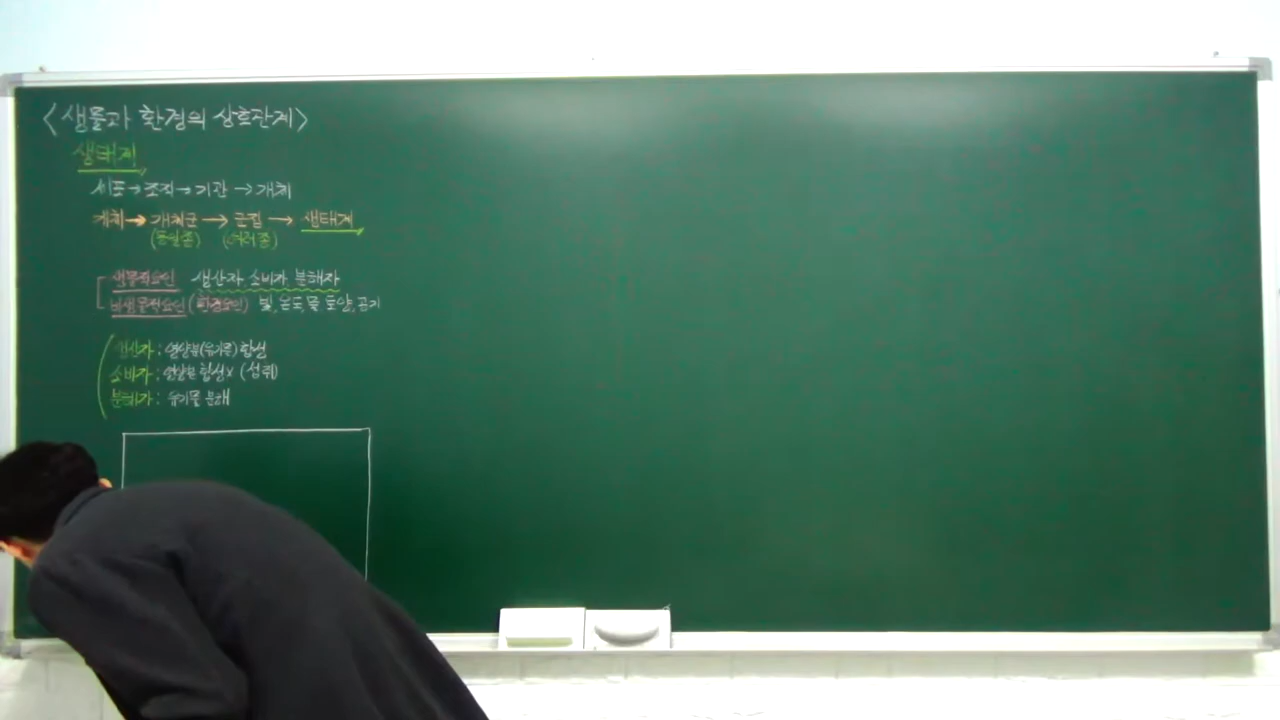 <생물과 환경의 상호관계>
생태계
세포→조직→기관→개체
개체→개체군→군집→생태계
(동일종) (여러종)
생물적요인 생산자, 소비자, 분해자
비생물적요인(환경요인) 빛, 온도, 물, 토양, 공기
생산자: 영양분(유기물) 합성
소비자: 영양분 합성x (섭취)
분해자: 유기물 분해